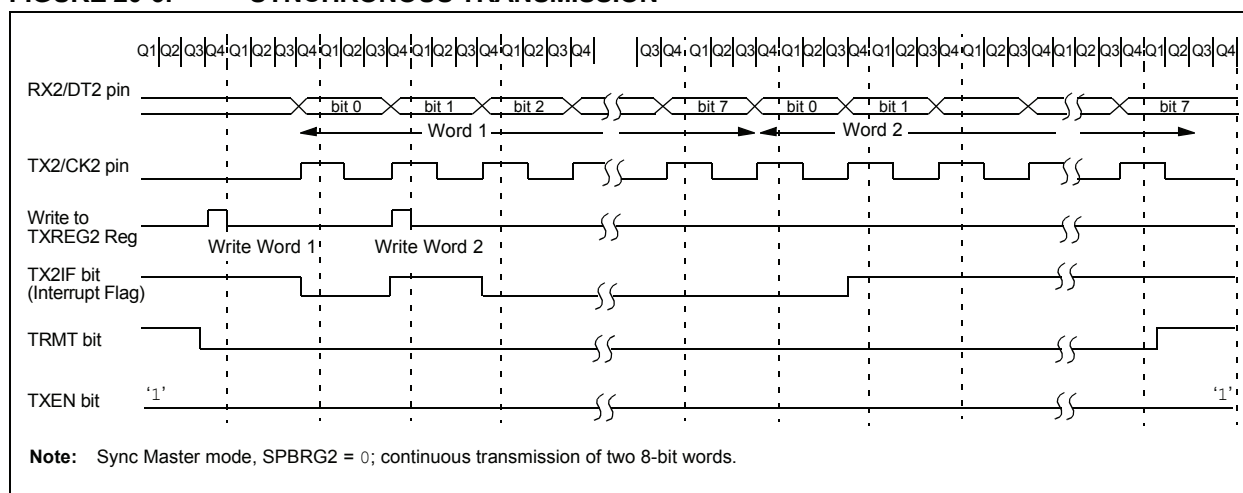 FIGURE 20-6: SYNCHRONOUS TRANSMISSION
Q1 Q2 Q3 Q4 Q1 Q2 Q3 Q4 Q1 Q2 Q3 Q4 Q1 Q2 Q3 Q4 Q1 Q2 Q3 Q4 Q3 Q4 Q1 Q2 Q3 Q4 Q1 Q2 Q3 Q4 Q1 Q2 Q3 Q4 Q1 Q2 Q3 Q4 Q1 Q2 Q3 Q4 Q1 Q2 Q3 Q4
RX2/DT2 pin
bit 0 bit 1 bit 2 bit 7 bit 0 bit 1 bit 7
Word 1 Word 2
TX2/CK2 pin
Write to
TXREG2 Reg
Write Word 1 Write Word 2
TX2IF bit
(Interrupt Flag)
TRMT bit
TXEN bit ‘1’ ‘1’
Note: Sync Master mode, SPBRG2 = 0; continuous transmission of two 8-bit words.